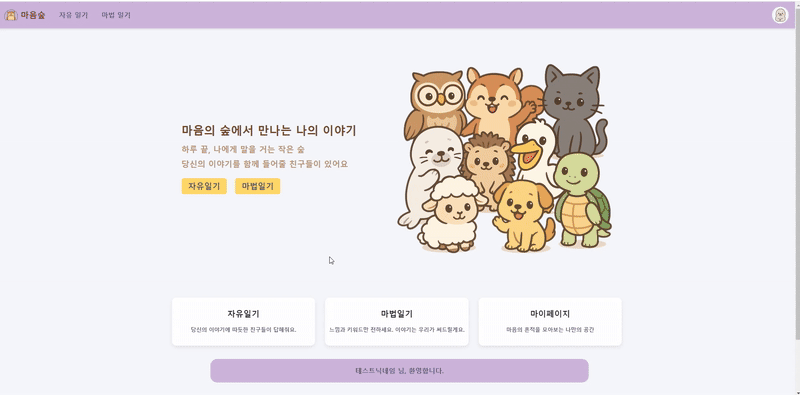 마음숲 자유 일기 마법 일기
마음의 숲에서 만나는 나의 이야기
하루 끝, 나에게 말을 거는 작은 숲
당신의 이야기를 함께 들어줄 친구들이 있어요
자유일기 마법일기
자유일기
당신의 이야기에 따뜻한 친구들이 답해줘요.
마법일기
느낌과 키워드만 전하세요. 이야기는 우리가 써드릴게요.
마이페이지
마음의 흔적을 모아보는 나만의 공간
테스트닉네임 님, 환영합니다.